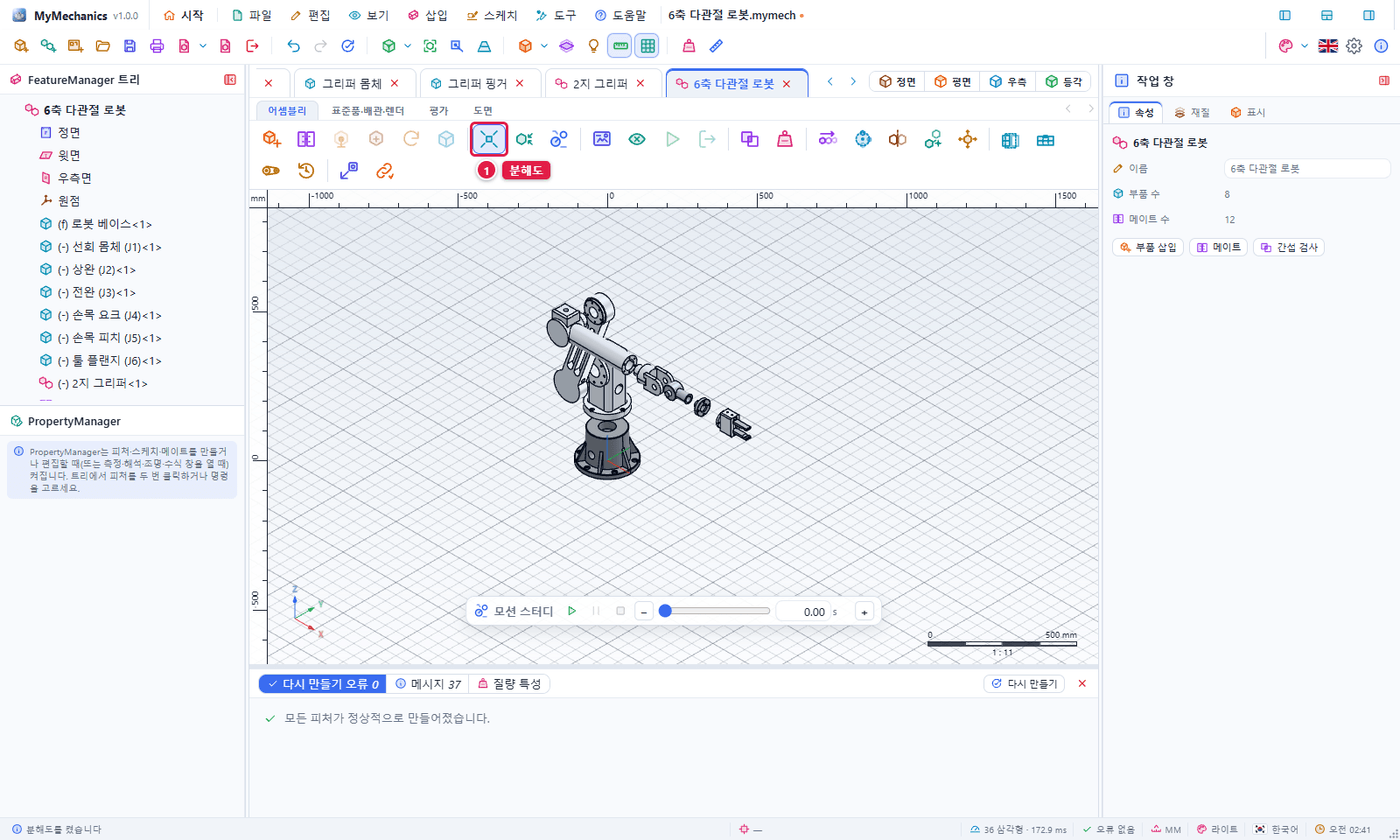 MyMechanics v1.0.0
시작
파일
편집
보기
삽입
스케치
도구
도움말
6축 다관절 로봇.mymech
FeatureManager 트리
6축 다관절 로봇
정면
윗면
우측면
원점
(f) 로봇 베이스<1>
(-) 선회 몸체 (J1)<1>
(-) 상완 (J2)<1>
(-) 전완 (J3)<1>
(-) 손목 요크 (J4)<1>
(-) 손목 피치 (J5)<1>
(-) 툴 플랜지 (J6)<1>
(-) 2지 그리퍼<1>
PropertyManager
PropertyManager는 피처·스케치·메이트를 만들거
나 편집할 때(또는 측정·해석·조명·수식 창을 열 때)
켜집니다. 트리에서 피처를 두 번 클릭하거나 명령
을 고르세요.
그리퍼 몸체
그리퍼 핑거
2지 그리퍼
6축 다관절 로봇
정면
평면
우측
등각
어셈블리
표준품·배관·렌더
평가
도면
1 분해도
mm
-1000
-500
0
500
1000
1500
500
0
500
Z
Y
X
모션 스터디
0.00 s
0
500 mm
1 : 11
다시 만들기 오류 0
메시지 37
질량 특성
다시 만들기
모든 피처가 정상적으로 만들어졌습니다.
작업 창
속성
재질
표시
6축 다관절 로봇
이름
6축 다관절 로봇
부품 수
8
메이트 수
12
부품 삽입
메이트
간섭 검사
분해도를 켰습니다
—
36 삼각형 · 172.9 ms
오류 없음
MM
라이트
한국어
오전 02:41